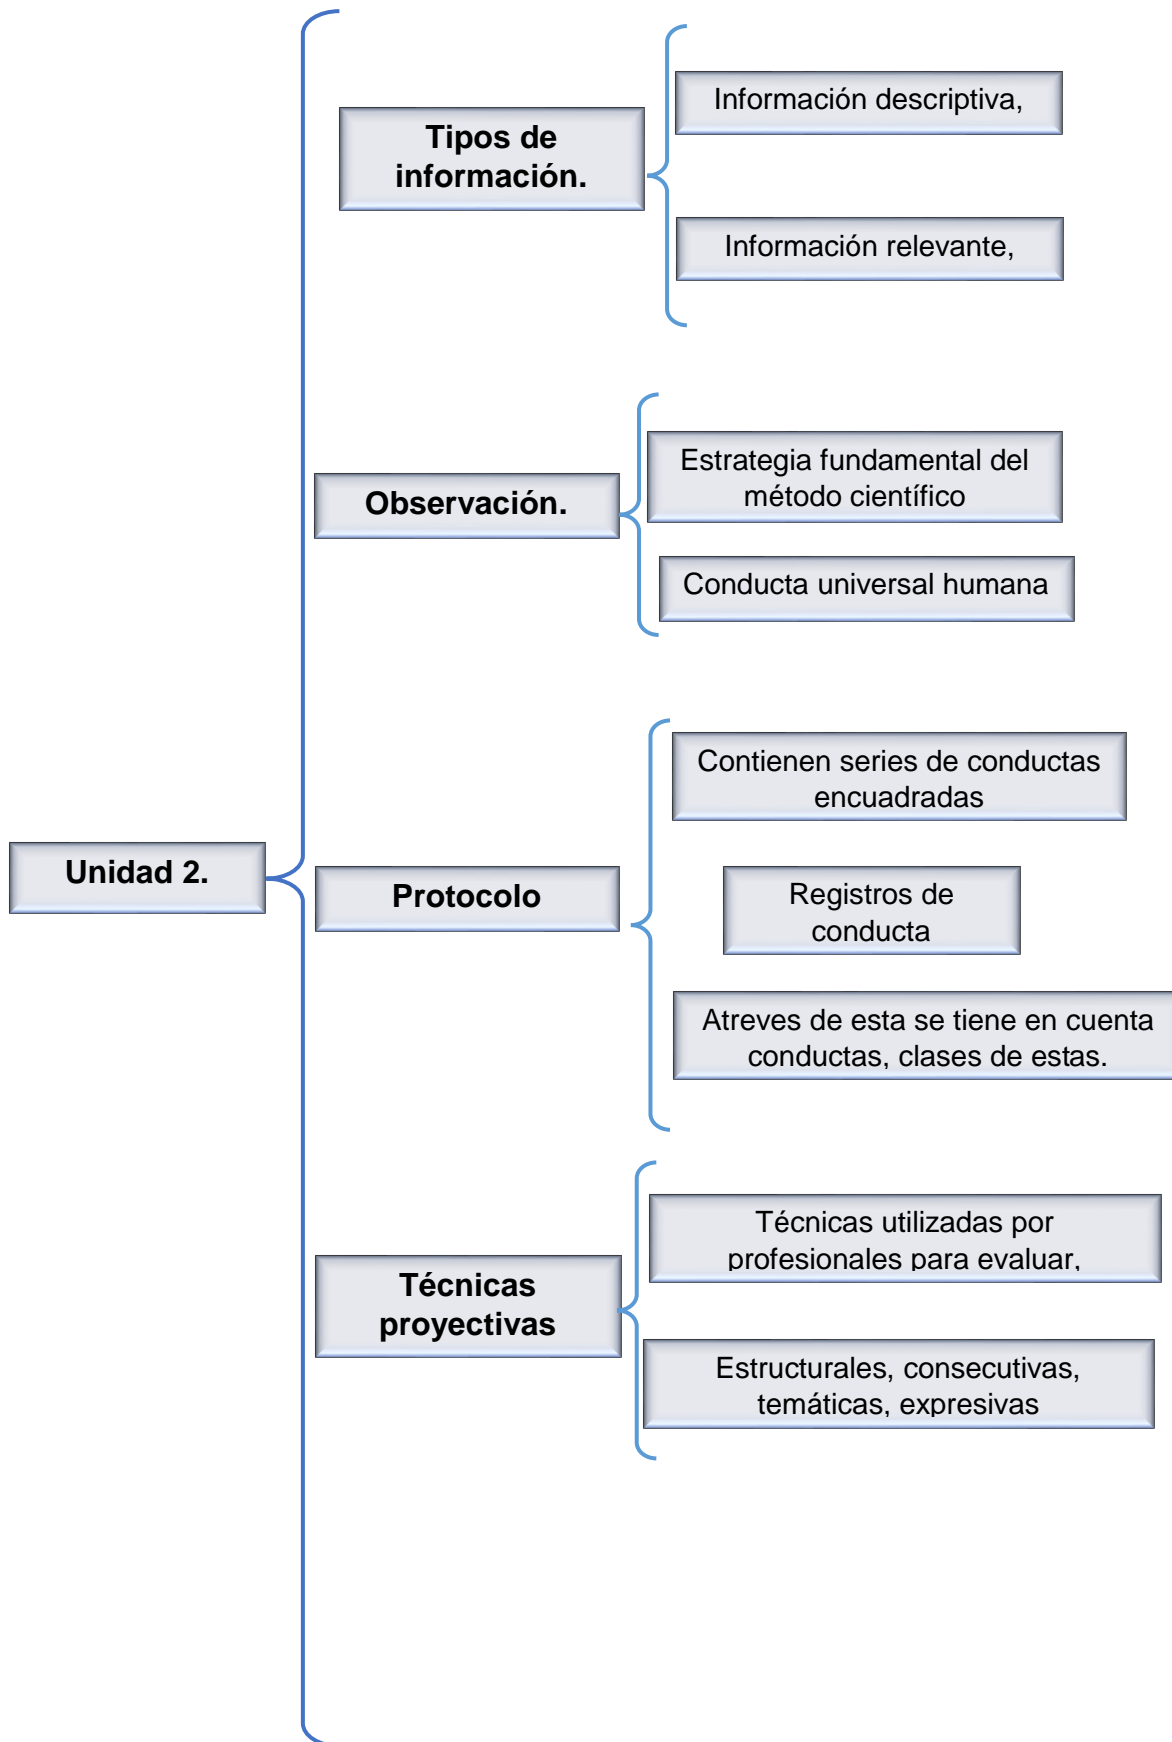 Unidad 2.
Tipos de
información.
Información descriptiva,
Información relevante,
Observación.
Estrategia fundamental del
método científico
Conducta universal humana
Protocolo
Contienen series de conductas
encuadradas
Registros de
conducta
Atreves de esta se tiene en cuenta
conductas, clases de estas.
Técnicas
proyectivas
Técnicas utilizadas por
profesionales para evaluar,
Estructurales, consecutivas,
temáticas, expresivas